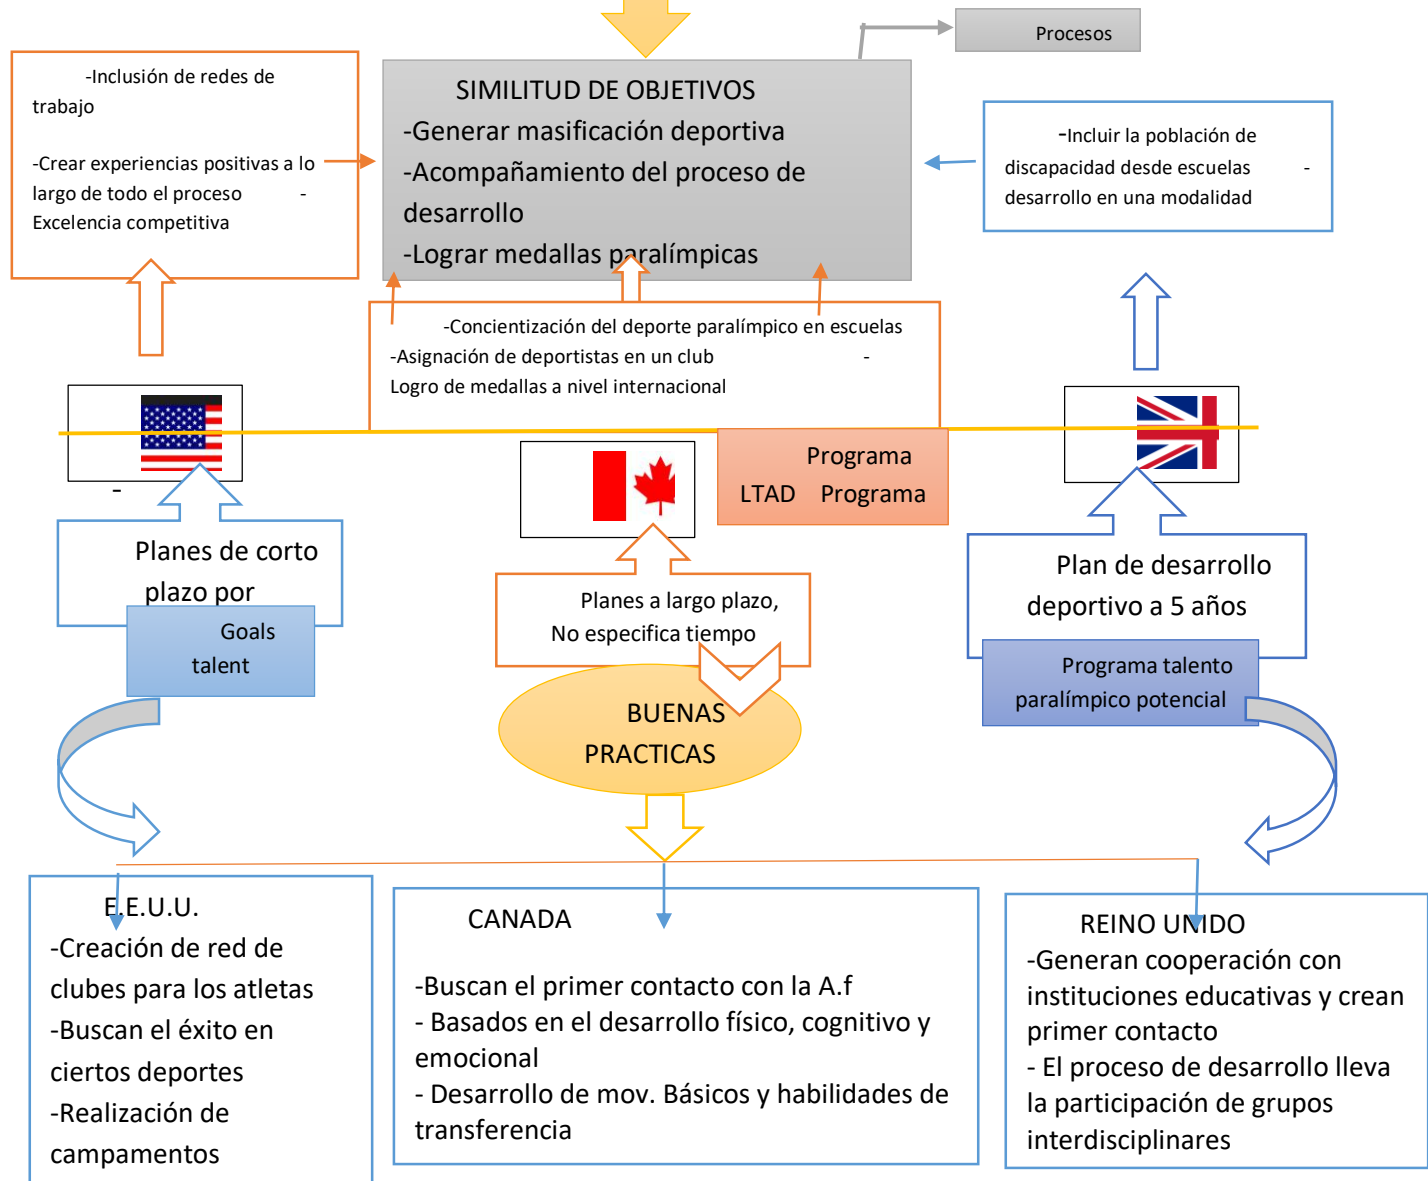 Procesos
-Inclusión de redes de
trabajo
-Crear experiencias positivas a lo
largo de todo el proceso -
Excelencia competitiva
SIMILITUD DE OBJETIVOS
-Generar masificación deportiva
-Acompañamiento del proceso de
desarrollo
-Lograr medallas paralímpicas
-Incluir la población de
discapacidad desde escuelas -
desarrollo en una modalidad
-Concientización del deporte paralímpico en escuelas
-Asignación de deportistas en un club -
Logro de medallas a nivel internacional
-
Programa
LTAD Programa
Planes de corto
plazo por
Goals
talent
Planes a largo plazo,
No especifica tiempo
Plan de desarrollo
deportivo a 5 años
Programa talento
paralímpico potencial
BUENAS
PRACTICAS
E.E.U.U.
-Creación de red de
clubes para los atletas
-Buscan el éxito en
ciertos deportes
-Realización de
campamentos
CANADA
-Buscan el primer contacto con la A.f
- Basados en el desarrollo físico, cognitivo y
emocional
- Desarrollo de mov. Básicos y habilidades de
transferencia
REINO UNIDO
-Generan cooperación con
instituciones educativas y crean
primer contacto
- El proceso de desarrollo lleva
la participación de grupos
interdisciplinares